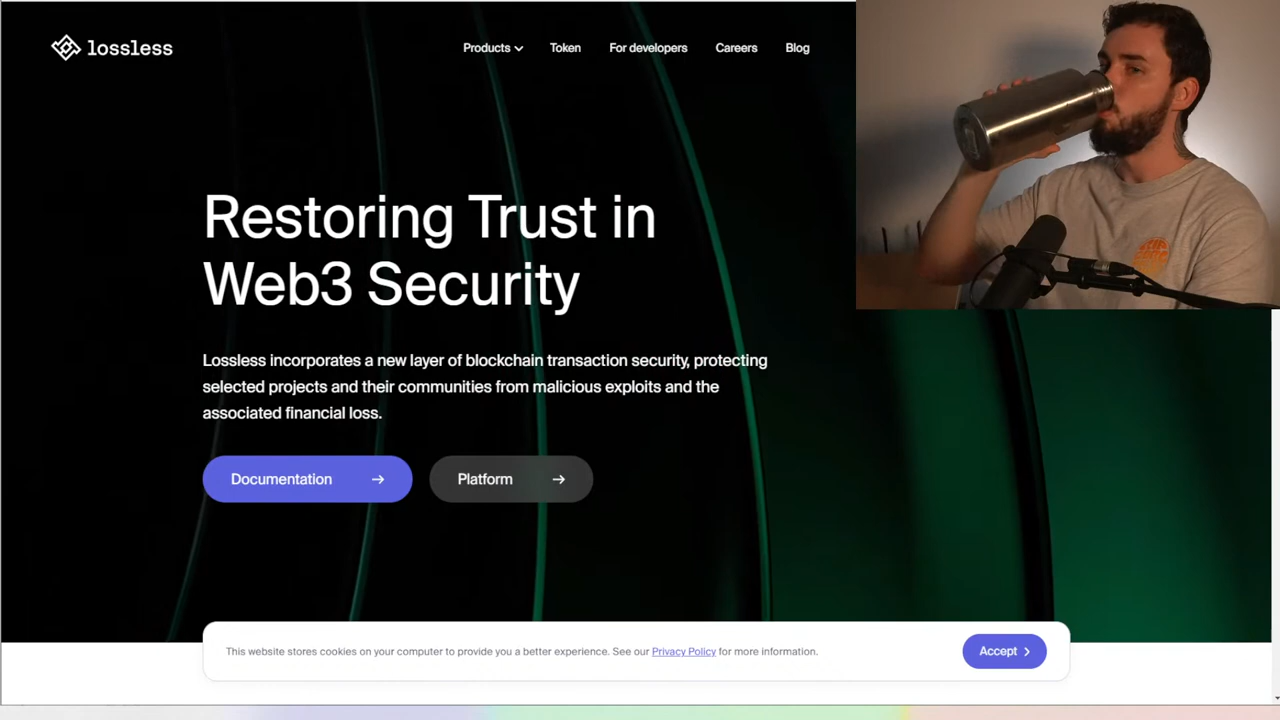 lossless
Products
Token
For developers
Careers
Blog
Restoring Trust in
Web3 Security
Lossless incorporates a new layer of blockchain transaction security, protecting
selected projects and their communities from malicious exploits and the
associated financial loss.
Documentation
Platform
This website stores cookies on your computer to provide you a better experience. See our Privacy Policy for more information.
Accept